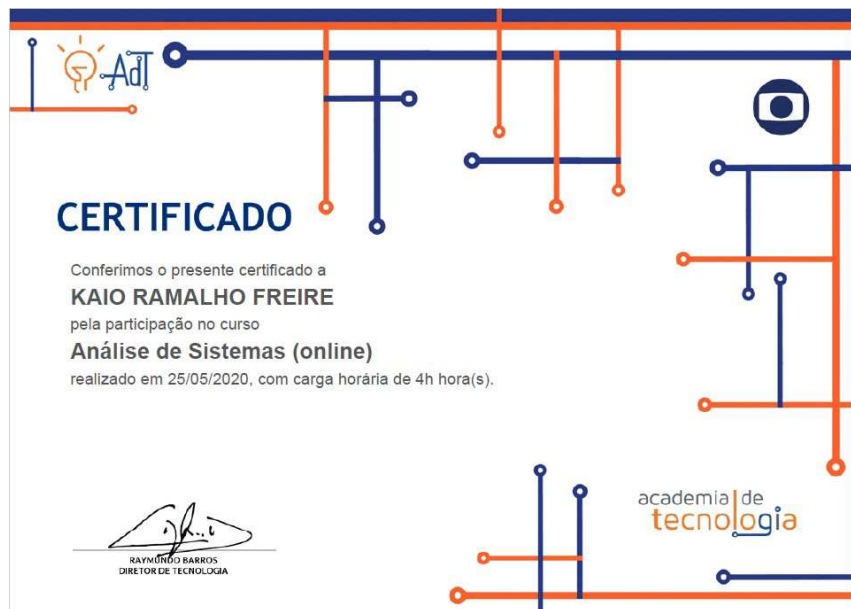 AdT
CERTIFICADO
Conferimos o presente certificado a
KAIO RAMALHO FREIRE
pela participação no curso
Análise de Sistemas (online)
realizado em 25/05/2020, com carga horária de 4h hora(s).
RAYMUNDO BARROS
DIRETOR DE TECNOLOGIA
academia de
tecnologia